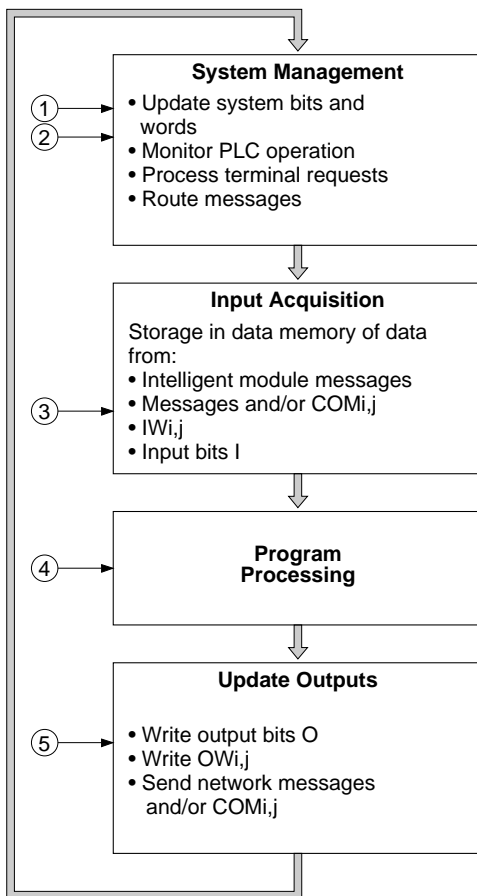 System Management
1
• Update system bits and
words
2
• Monitor PLC operation
• Process terminal requests
• Route messages
Input Acquisition
Storage in data memory of data
from:
• Intelligent module messages
3
• Messages and/or COMi,j
• IWi,j
• Input bits I
4
Program
Processing
Update Outputs
5
• Write output bits O
• Write OWi,j
• Send network messages
and/or COMi,j